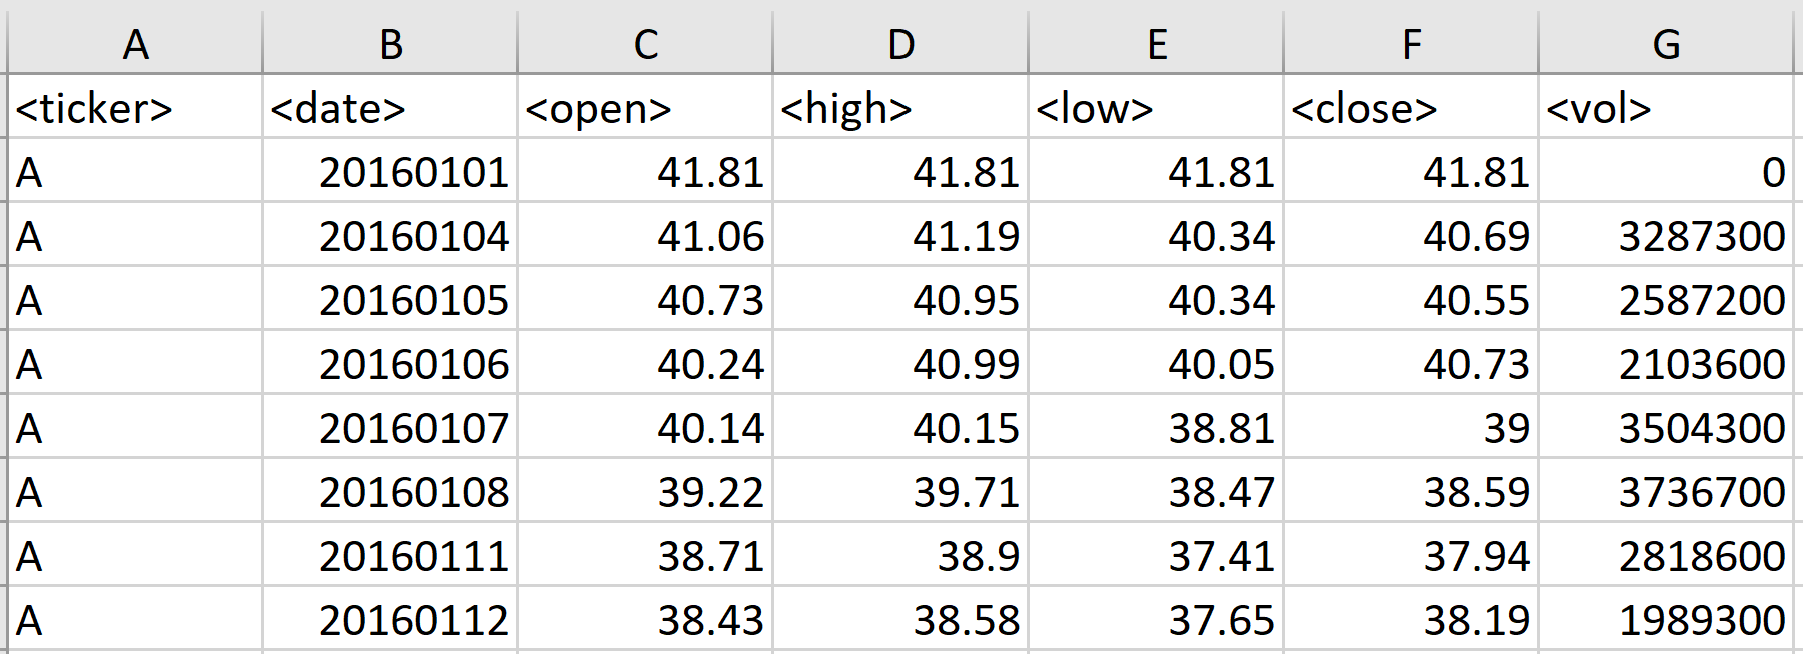 A B C D E F G
<ticker> <date> <open> <high> <low> <close> <vol>
A 20160101 41.81 41.81 41.81 41.81 0
A 20160104 41.06 41.19 40.34 40.69 3287300
A 20160105 40.73 40.95 40.34 40.55 2587200
A 20160106 40.24 40.99 40.05 40.73 2103600
A 20160107 40.14 40.15 38.81 39 3504300
A 20160108 39.22 39.71 38.47 38.59 3736700
A 20160111 38.71 38.9 37.41 37.94 2818600
A 20160112 38.43 38.58 37.65 38.19 1989300